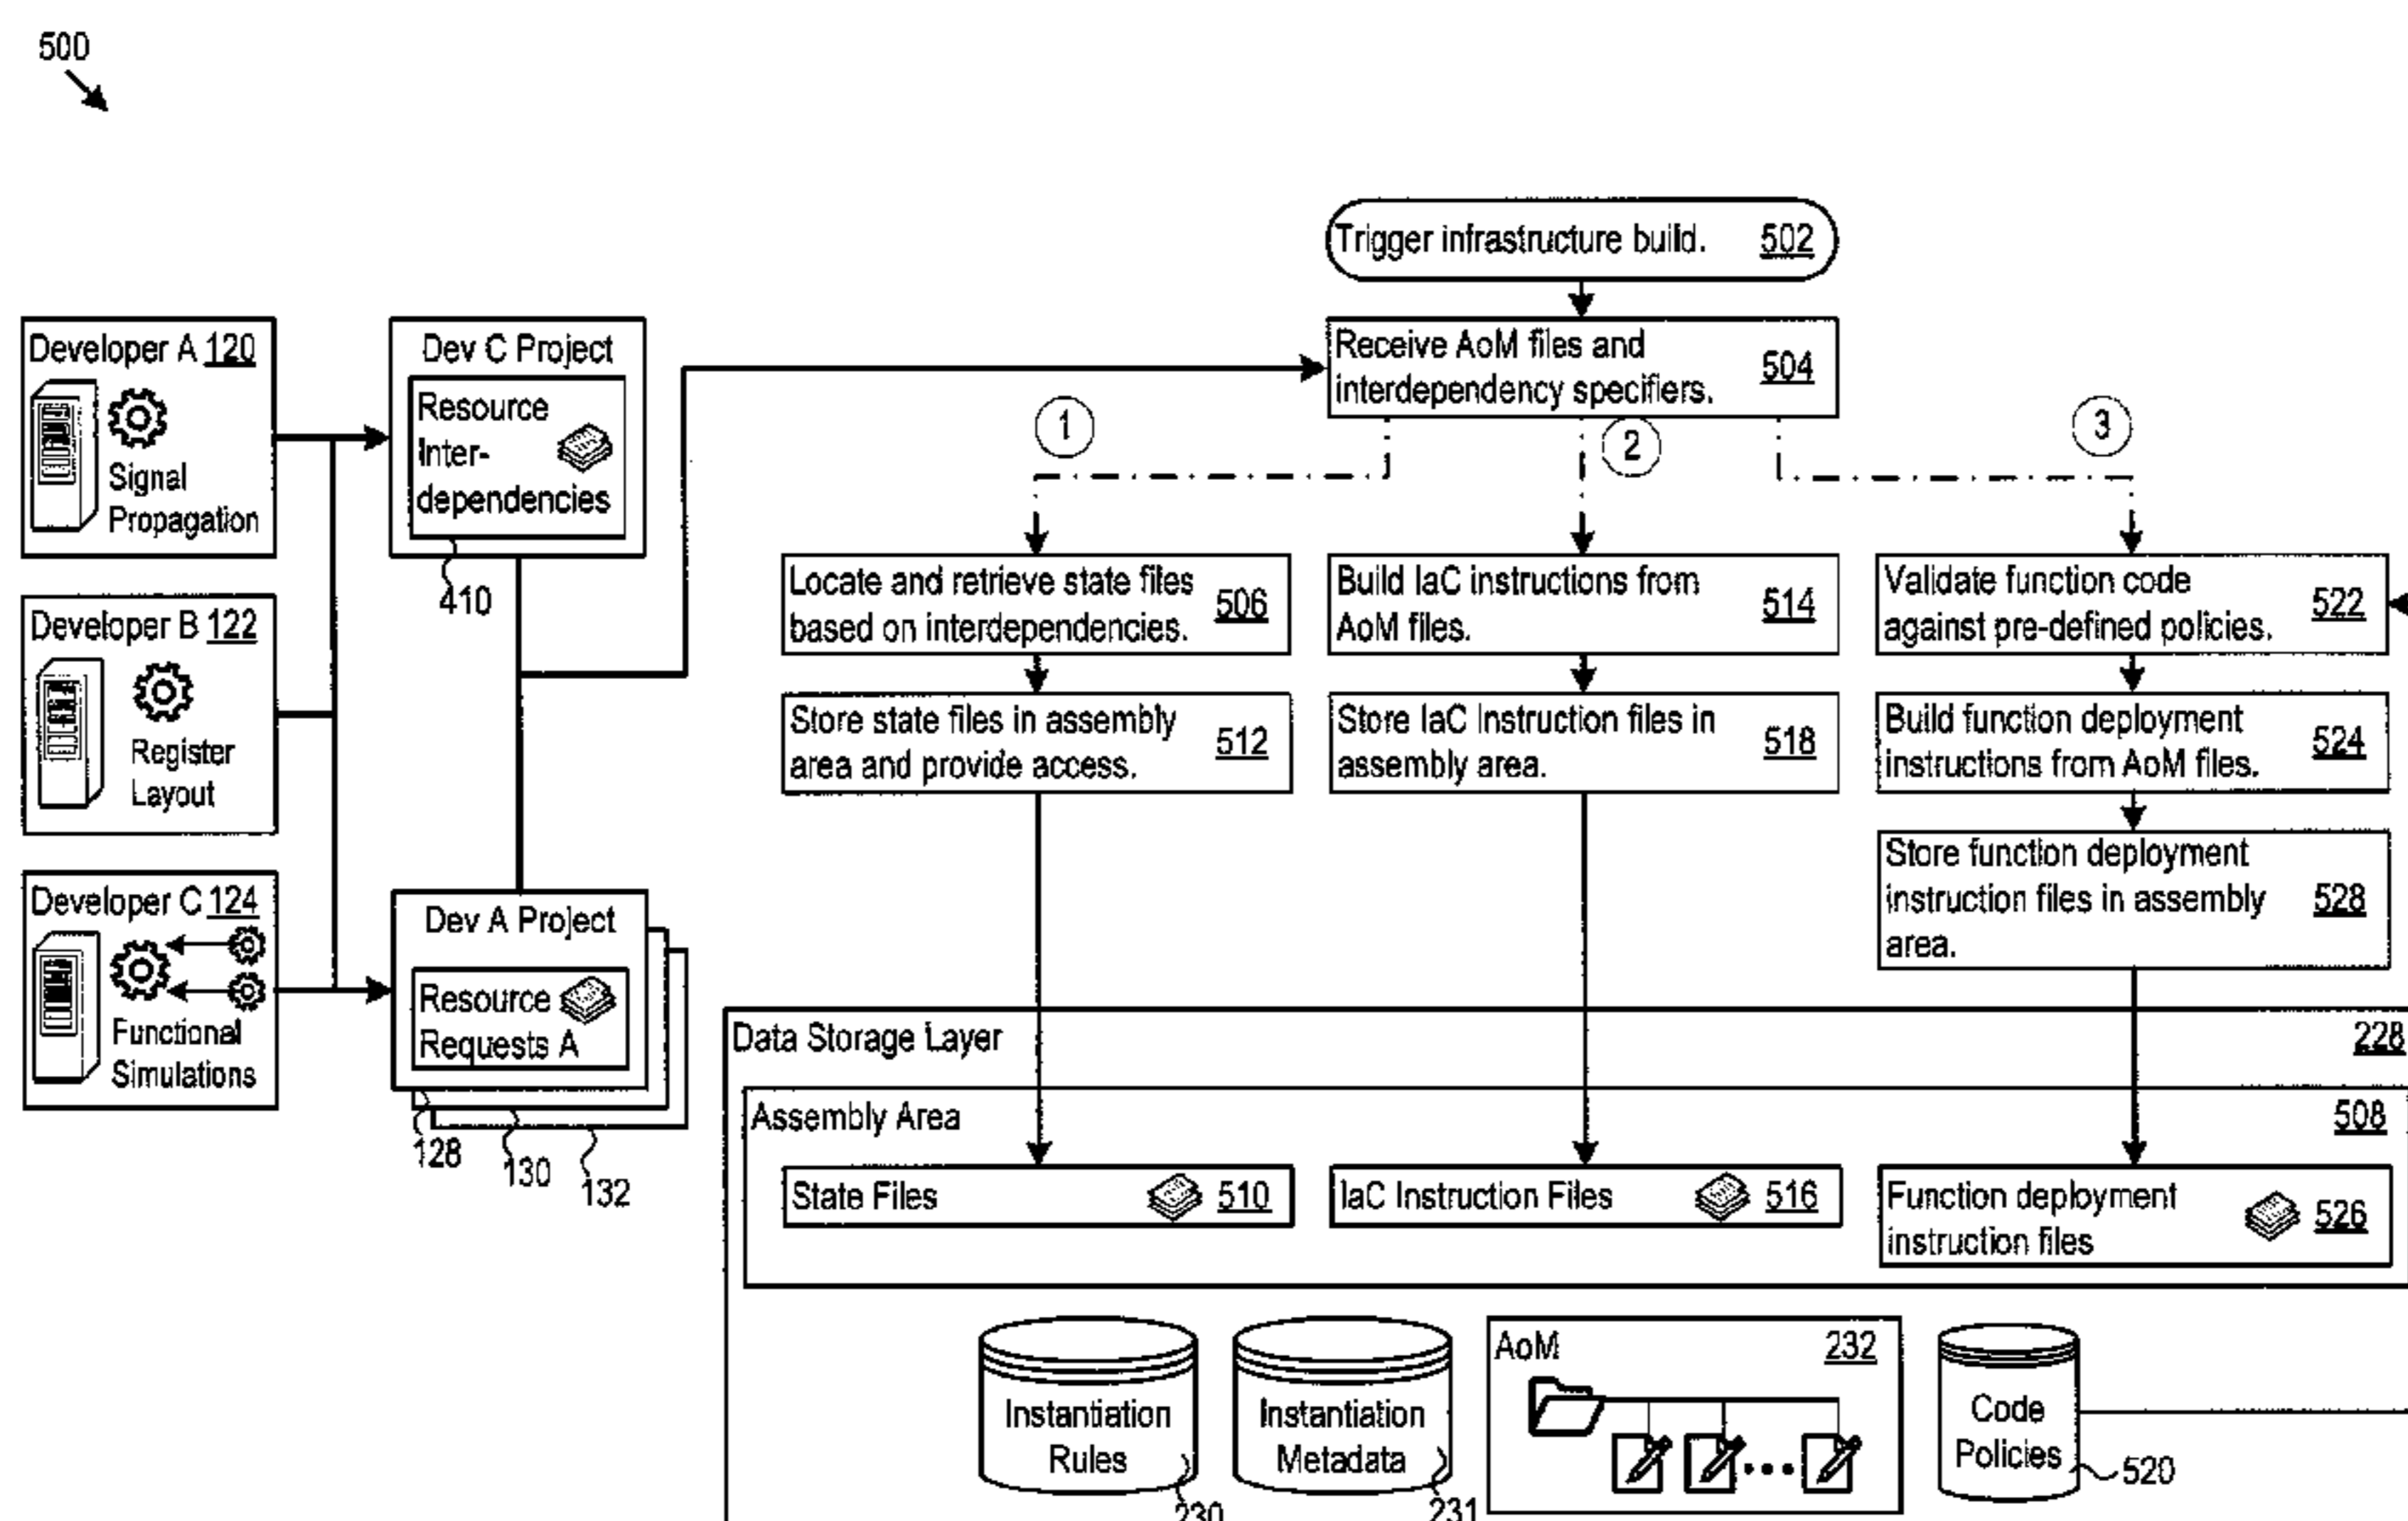 500
Trigger infrastructure build. 502
Receive AoM files and
interdependency specifiers. 504
Developer A 120
Signal
Propagation
Developer B 122
Register
Layout
Developer C 124
Functional
Simulations
Dev C Project
Resource
Inter-
dependencies
410
Dev A Project
Resource
Requests A
128
130
132
1
2
3
Locate and retrieve state files
based on interdependencies. 506
Store state files in assembly
area and provide access. 512
Build IaC instructions from
AoM files. 514
Store IaC Instruction files in
assembly area. 518
Validate function code
against pre-defined policies. 522
Build function deployment
instructions from AoM files. 524
Store function deployment
instruction files in assembly
area. 528
Data Storage Layer 228
Assembly Area 508
State Files 510
IaC Instruction Files 516
Function deployment
instruction files 526
Instantiation
Rules
230
Instantiation
Metadata
231
AoM 232
Code
Policies
520